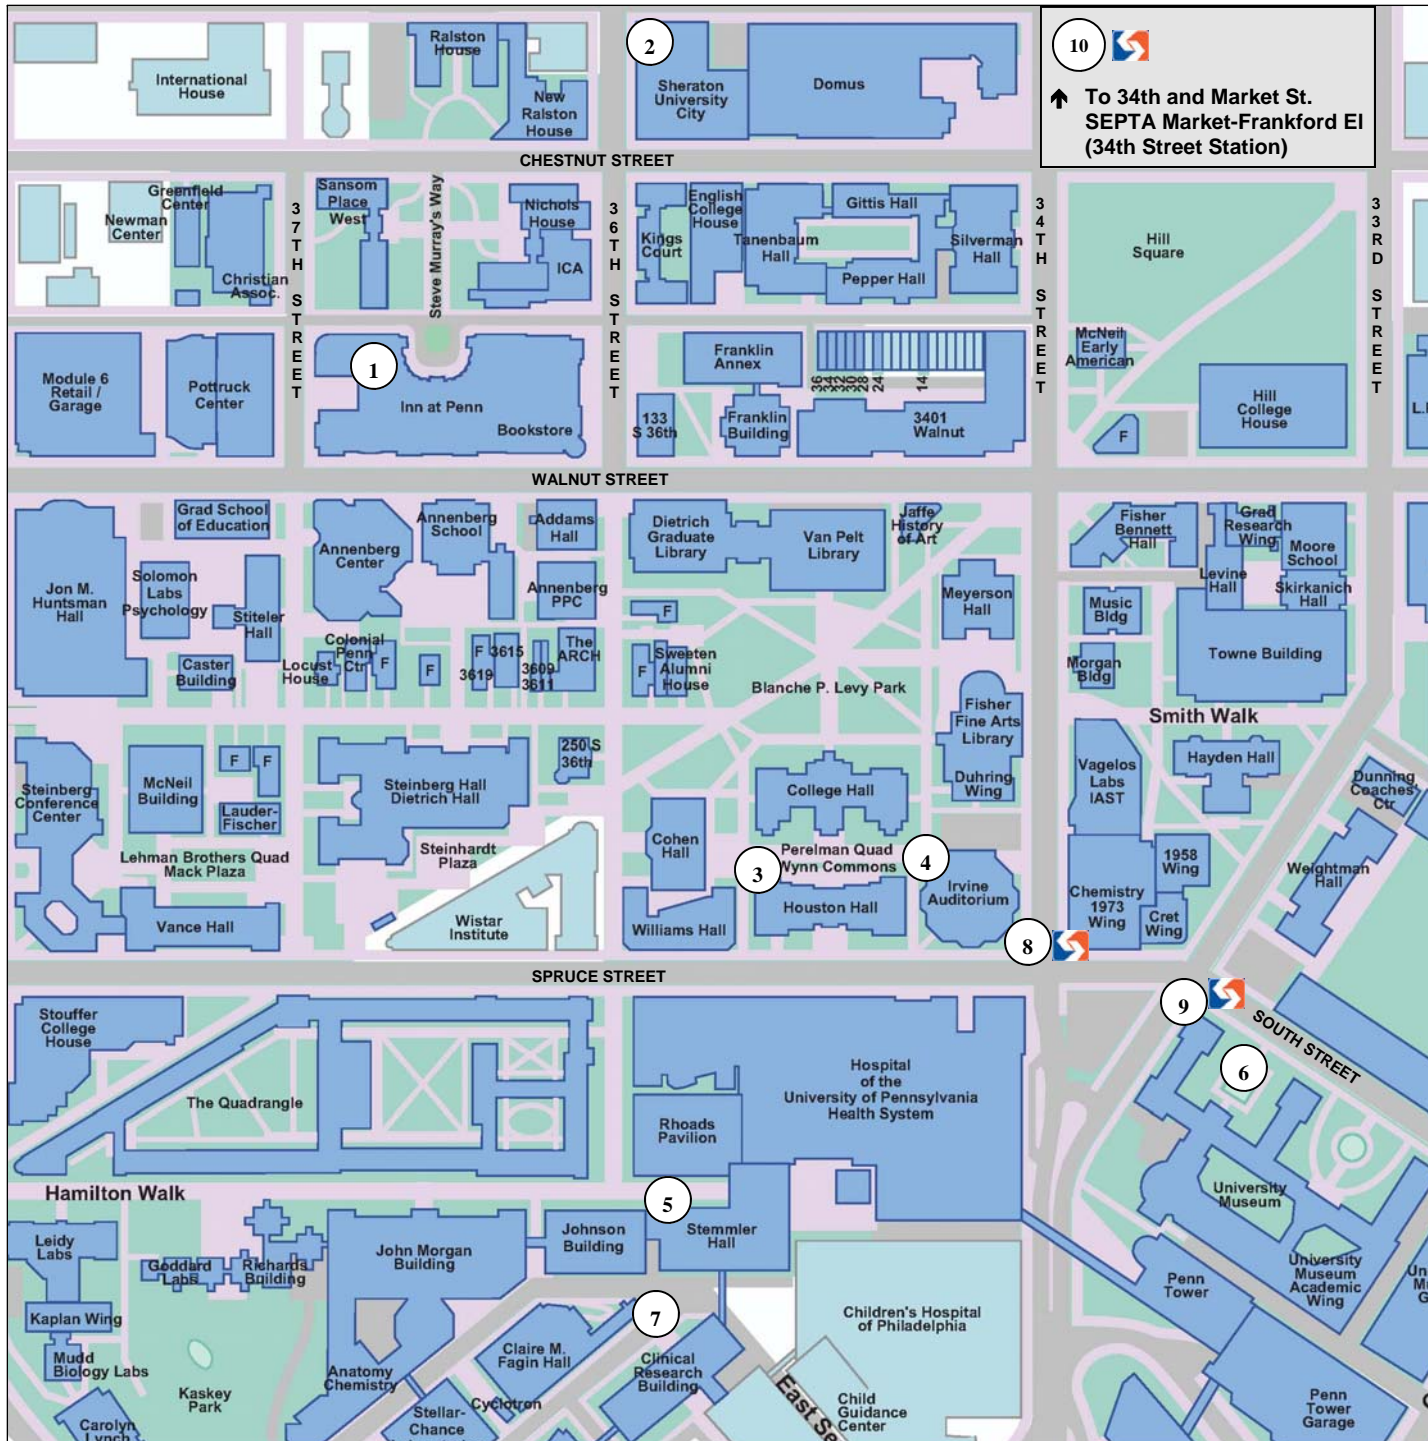 International
House
Ralston
House
New
Ralston
House
2
Sheraton
University
City
Domus
10
To 34th and Market St.
SEPTA Market-Frankford El
(34th Street Station)
CHESTNUT STREET
Greenfield
Center
Newman
Center
Christian
Assoc.
37TH STREET
Sansom
Place
West
Steve Murray's Way
Nichols
House
ICA
36TH STREET
Kings
Court
English
College
House
Tanenbaum
Hall
Gittis Hall
Pepper Hall
Silverman
Hall
34TH STREET
Hill
Square
33RD STREET
Module 6
Retail /
Garage
Pottruck
Center
1
Inn at Penn
Bookstore
Franklin
Annex
133
S 36th
Franklin
Building
36
34
32
30
28
24
14
3401
Walnut
McNeil
Early
American
F
Hill
College
House
WALNUT STREET
Jon M.
Huntsman
Hall
Grad School
of Education
Solomon
Labs
Psychology
Stiteler
Hall
Caster
Building
Annenberg
Center
Annenberg
School
Addams
Hall
Annenberg
PPC
Locust
House
Colonial
Penn
Ctr
F
F
F
3619
3615
3609
3611
The
ARCH
Dietrich
Graduate
Library
Van Pelt
Library
Jaffe
History
of Art
F
F
Sweeten
Alumni
House
Meyerson
Hall
Blanche P. Levy Park
Fisher
Fine Arts
Library
Duhring
Wing
Fisher
Bennett
Hall
Grad
Research
Wing
Moore
School
Levine
Hall
Skirkanich
Hall
Music
Bldg
Morgan
Bldg
Towne Building
Smith Walk
Steinberg
Conference
Center
McNeil
Building
F
F
Lauder-
Fischer
Lehman Brothers Quad
Mack Plaza
Vance Hall
Steinberg Hall
Dietrich Hall
250 S
36th
Steinhardt
Plaza
Wistar
Institute
Cohen
Hall
Williams Hall
College Hall
Perelman Quad
Wynn Commons
3
4
Houston Hall
Irvine
Auditorium
8
Vagelos
Labs
IAST
Hayden Hall
1958
Wing
Chemistry
1973
Wing
Cret
Wing
Dunning
Coaches
Ctr
Weightman
Hall
SPRUCE STREET
9
SOUTH STREET
6
Stouffer
College
House
The Quadrangle
Hospital
of the
University of Pennsylvania
Health System
Rhoads
Pavilion
University
Museum
University
Museum
Academic
Wing
Hamilton Walk
5
Leidy
Labs
Goddard
Labs
Richards
Building
John Morgan
Building
Johnson
Building
Stemmler
Hall
Penn
Tower
Kaplan Wing
Mudd
Biology Labs
Kaskey
Park
Carolyn
Lynch
Anatomy
Chemistry
Claire M.
Fagin Hall
7
Cyclotron
Stellar-
Chance
Clinical
Research
Building
Children's Hospital
of Philadelphia
Child
Guidance
Center
East Se
Penn
Tower
Garage